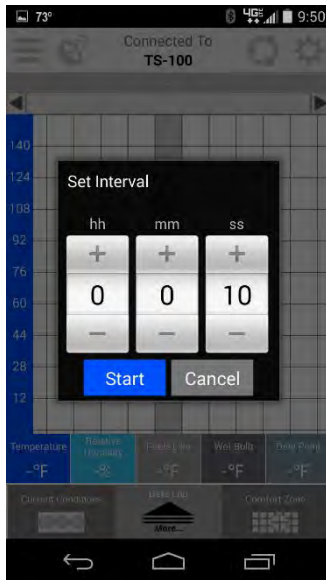 73° 4G 9:50
Connected To
TS-100
140
124
Set Interval
108
hh mm ss
92
+ + +
76
60
0 0 10
44
− − −
28
Start Cancel
12
Temperature Relative Humidity Wet Bulb Dew Point
-°F -% -°F -°F -°F
Current Conditions Data Log Comfort Zone
More...